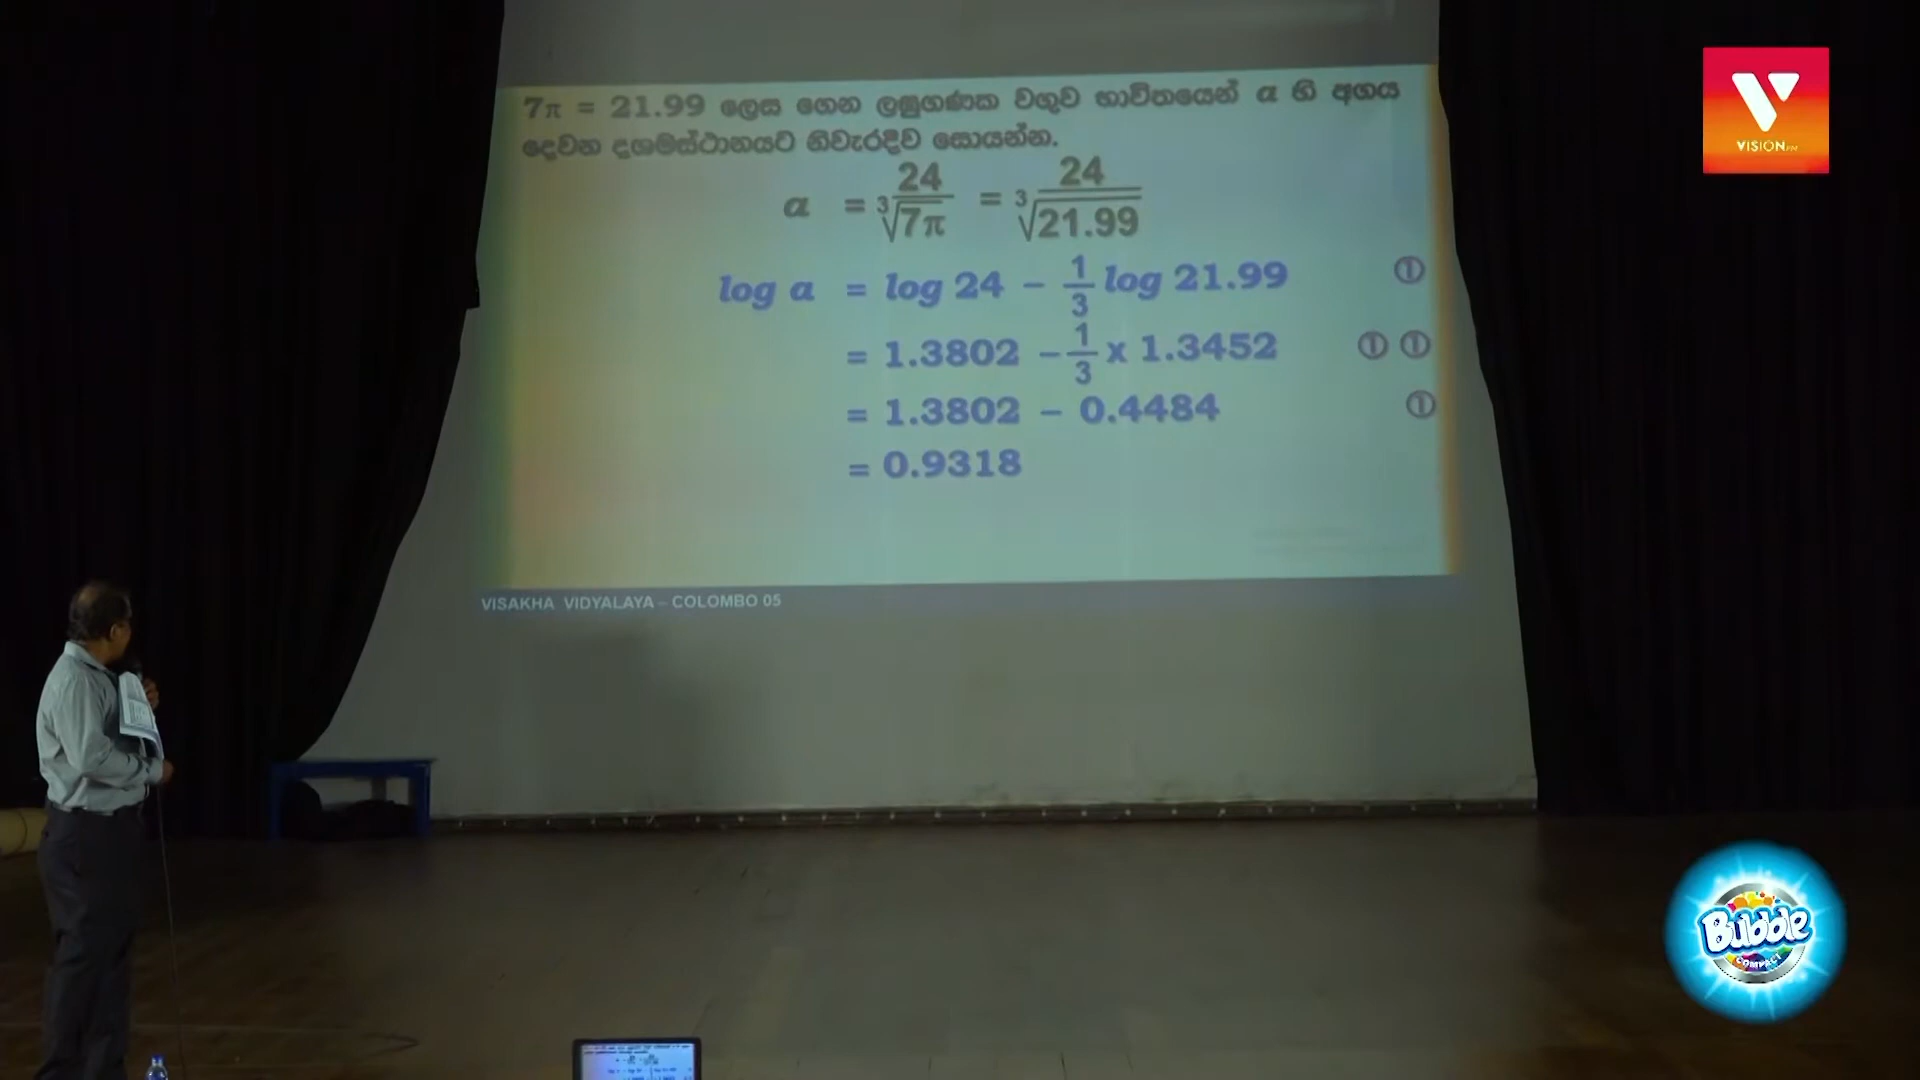 7π = 21.99 ලෙස ගෙන ලඝුගණක වගුව භාවිතයෙන් a හි අගය
දෙවන දශමස්ථානයට නිවැරදිව සොයන්න.
a = 24/∛7π = 24/∛21.99
log a = log 24 − 1/3 log 21.99 ①
= 1.3802 − 1/3 x 1.3452 ① ①
= 1.3802 − 0.4484 ①
= 0.9318
VISAKHA VIDYALAYA – COLOMBO 05
VISION
Bubble
COMPACT